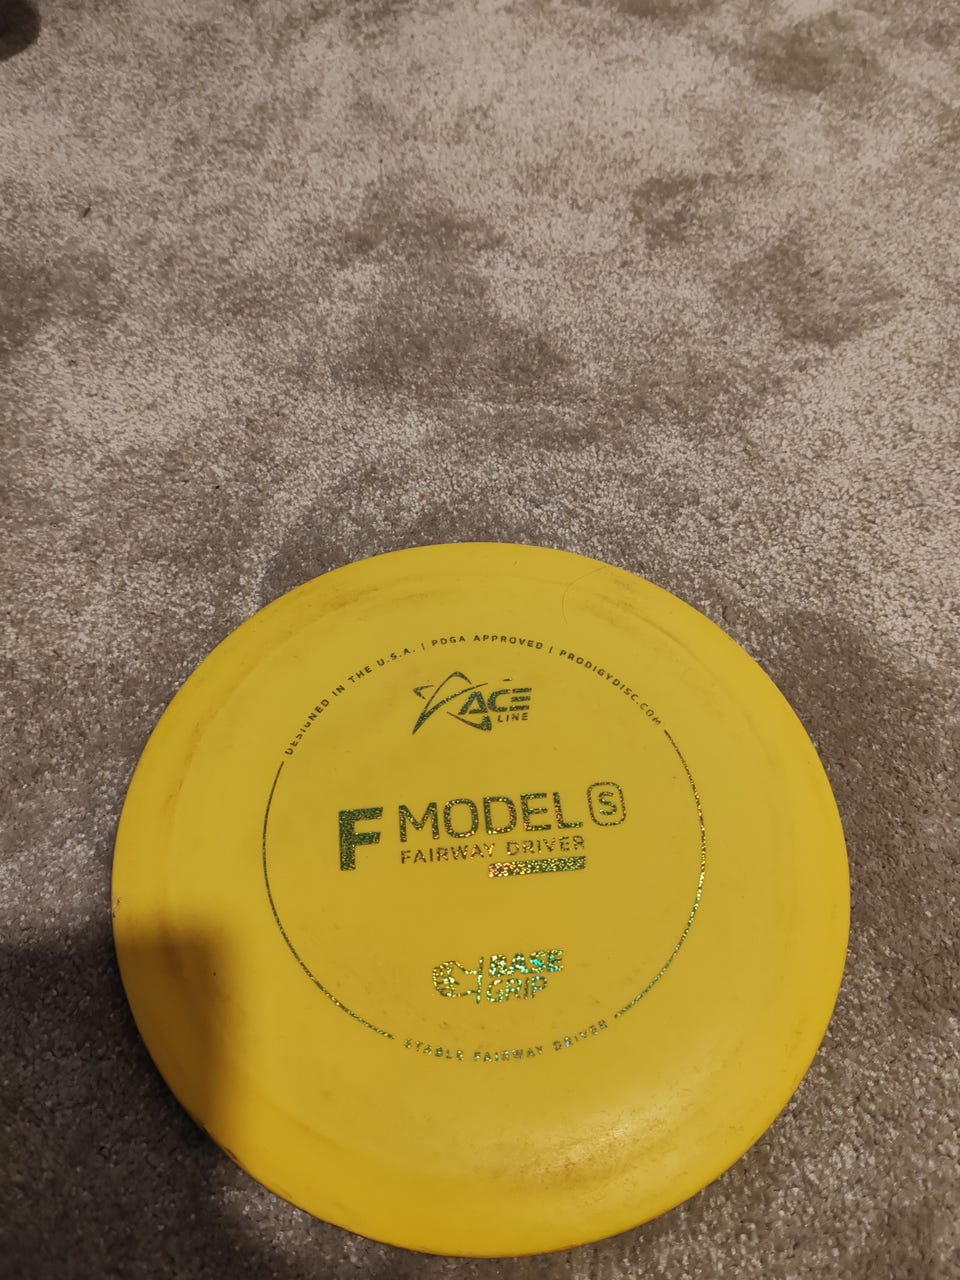 DESIGNED IN THE U.S.A. | PDGA APPROVED | PRODIGYDISC.COM
ACE
LINE
F MODEL S
FAIRWAY DRIVER
BASE
GRIP
STABLE FAIRWAY DRIVER